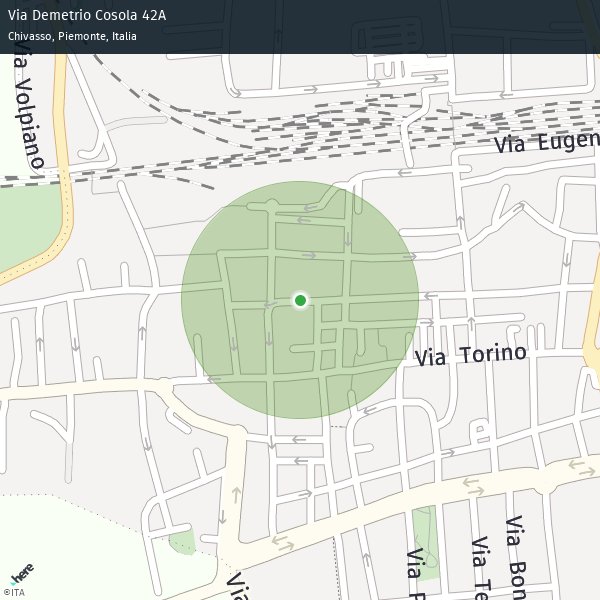 Via Demetrio Cosola 42A
Chivasso, Piemonte, Italia
Via Volpiano
Via Eugen
Via Torino
Via
Via P
Via Te
Via Bon
here
©ITA